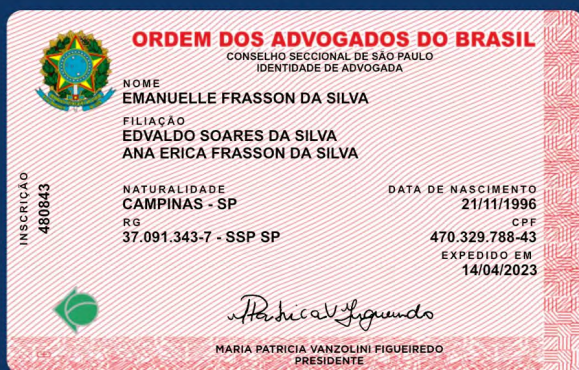 ORDEM DOS ADVOGADOS DO BRASIL
CONSELHO SECCIONAL DE SÃO PAULO
IDENTIDADE DE ADVOGADA
NOME
EMANUELLE FRASSON DA SILVA
FILIAÇÃO
EDVALDO SOARES DA SILVA
ANA ERICA FRASSON DA SILVA
INSCRIÇÃO
480843
NATURALIDADE
CAMPINAS - SP
DATA DE NASCIMENTO
21/11/1996
RG
37.091.343-7 - SSP SP
CPF
470.329.788-43
EXPEDIDO EM
14/04/2023
MARIA PATRICIA VANZOLINI FIGUEIREDO
PRESIDENTE